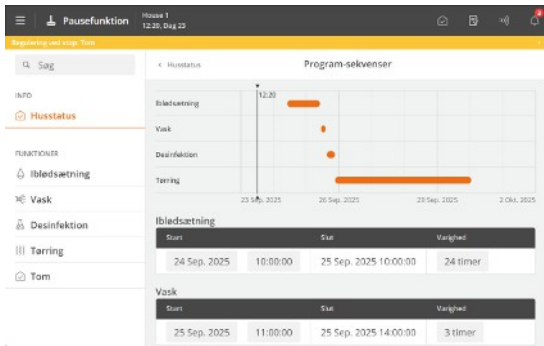 Pausefunktion
House 1
12:20, Dag 23
3
Regulering ved stop: Tom
Søg
< Husstatus
Program-sekvenser
INFO
Husstatus
FUNKTIONER
Iblødsætning
Vask
Desinfektion
Tørring
Tom
12:20
Iblødsætning
Vask
Desinfektion
Tørring
23 Sep. 2025
26 Sep. 2025
29 Sep. 2025
2 Okt. 2025
Iblødsætning
Start Slut Varighed
24 Sep. 2025 10:00:00 25 Sep. 2025 10:00:00 24 timer
Vask
Start Slut Varighed
25 Sep. 2025 11:00:00 25 Sep. 2025 14:00:00 3 timer